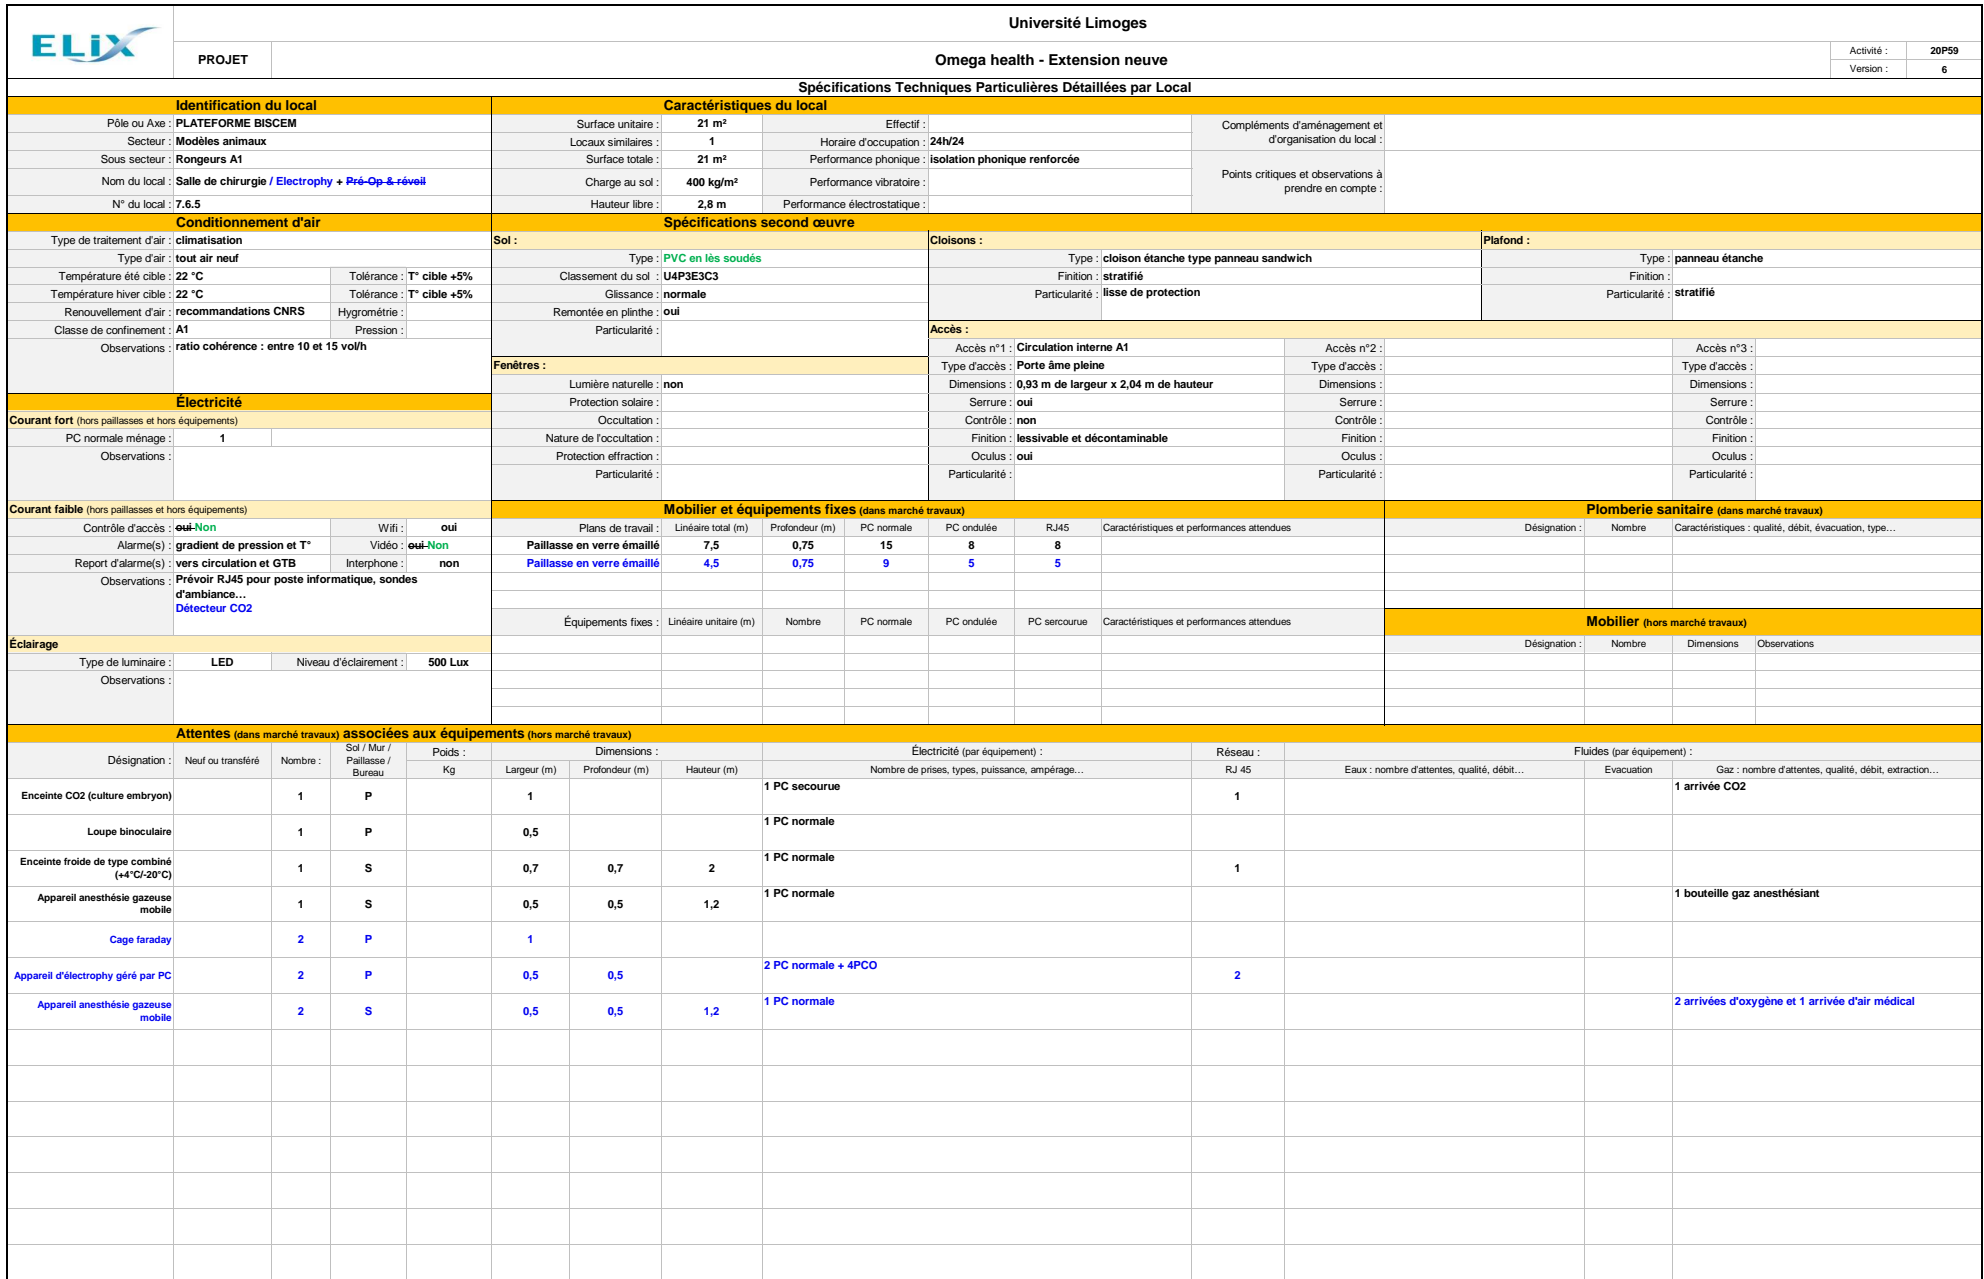 ELiX
Université Limoges
PROJET
Omega health - Extension neuve
Activité : 20P59
Version : 6
Spécifications Techniques Particulières Détaillées par Local
Identification du local
Pôle ou Axe : PLATEFORME BISCEM
Secteur : Modèles animaux
Sous secteur : Rongeurs A1
Nom du local : Salle de chirurgie / Electrophy + Pré-Op & réveil
N° du local : 7.6.5
Caractéristiques du local
Surface unitaire : 21 m² Effectif :
Locaux similaires : 1 Horaire d'occupation : 24h/24
Surface totale : 21 m² Performance phonique : isolation phonique renforcée
Charge au sol : 400 kg/m² Performance vibratoire :
Hauteur libre : 2,8 m Performance électrostatique :
Compléments d'aménagement et
d'organisation du local :
Points critiques et observations à
prendre en compte :
Conditionnement d'air
Type de traitement d'air : climatisation
Type d'air : tout air neuf
Température été cible : 22 °C Tolérance : T° cible +5%
Température hiver cible : 22 °C Tolérance : T° cible +5%
Renouvellement d'air : recommandations CNRS Hygrométrie :
Classe de confinement : A1 Pression :
Observations : ratio cohérence : entre 10 et 15 vol/h
Spécifications second œuvre
Sol :
Type : PVC en lès soudés
Classement du sol : U4P3E3C3
Glissance : normale
Remontée en plinthe : oui
Particularité :
Cloisons :
Type : cloison étanche type panneau sandwich
Finition : stratifié
Particularité : lisse de protection
Plafond :
Type : panneau étanche
Finition :
Particularité : stratifié
Fenêtres :
Lumière naturelle : non
Protection solaire :
Occultation :
Nature de l'occultation :
Protection effraction :
Particularité :
Accès :
Accès n°1 : Circulation interne A1 Accès n°2 : Accès n°3 :
Type d'accès : Porte âme pleine Type d'accès : Type d'accès :
Dimensions : 0,93 m de largeur x 2,04 m de hauteur Dimensions : Dimensions :
Serrure : oui Serrure : Serrure :
Contrôle : non Contrôle : Contrôle :
Finition : lessivable et décontaminable Finition : Finition :
Oculus : oui Oculus : Oculus :
Particularité : Particularité : Particularité :
Électricité
Courant fort (hors paillasses et hors équipements)
PC normale ménage : 1
Observations :
Courant faible (hors paillasses et hors équipements)
Contrôle d'accès : oui Non Wifi : oui
Alarme(s) : gradient de pression et T° Vidéo : oui Non
Report d'alarme(s) : vers circulation et GTB Interphone : non
Observations : Prévoir RJ45 pour poste informatique, sondes
d'ambiance…
Détecteur CO2
Éclairage
Type de luminaire : LED Niveau d'éclairement : 500 Lux
Observations :
Mobilier et équipements fixes (dans marché travaux)
Plans de travail : Linéaire total (m) Profondeur (m) PC normale PC ondulée RJ45 Caractéristiques et performances attendues
Paillasse en verre émaillé 7,5 0,75 15 8 8
Paillasse en verre émaillé 4,5 0,75 9 5 5
Équipements fixes : Linéaire unitaire (m) Nombre PC normale PC ondulée PC sercourue Caractéristiques et performances attendues
Plomberie sanitaire (dans marché travaux)
Désignation : Nombre Caractéristiques : qualité, débit, évacuation, type…
Mobilier (hors marché travaux)
Désignation : Nombre Dimensions Observations
Attentes (dans marché travaux) associées aux équipements (hors marché travaux)
Désignation : Neuf ou transféré Nombre : Sol / Mur / Paillasse / Bureau Poids : Dimensions : Électricité (par équipement) : Réseau : Fluides (par équipement) :
Kg Largeur (m) Profondeur (m) Hauteur (m) Nombre de prises, types, puissance, ampérage… RJ 45 Eaux : nombre d'attentes, qualité, débit… Evacuation Gaz : nombre d'attentes, qualité, débit, extraction…
Enceinte CO2 (culture embryon) 1 P 1 1 PC secourue 1 1 arrivée CO2
Loupe binoculaire 1 P 0,5 1 PC normale
Enceinte froide de type combiné
(+4°C/-20°C) 1 S 0,7 0,7 2 1 PC normale 1
Appareil anesthésie gazeuse
mobile 1 S 0,5 0,5 1,2 1 PC normale 1 bouteille gaz anesthésiant
Cage faraday 2 P 1
Appareil d'électrophy géré par PC 2 P 0,5 0,5 2 PC normale + 4PCO 2
Appareil anesthésie gazeuse
mobile 2 S 0,5 0,5 1,2 1 PC normale 2 arrivées d'oxygène et 1 arrivée d'air médical